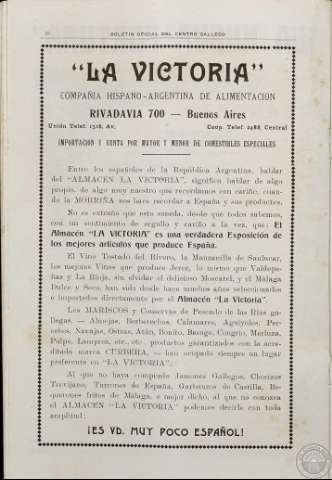 BOLETIN OFICIAL DEL CENTRO GALLEGO
"LA VICTORIA"
COMPAÑIA HISPANO-ARGENTINA DE ALIMENTACION
RIVADAVIA 700 — Buenos Aires
Unión Telef. 1518, Av. Coop. Telef. 2488, Central
IMPORTACION Y VENTA POR MAYOR Y MENOR DE COMESTIBLES ESPECIALES
Entre los españoles de la República Argentina, hablar
del "ALMACEN LA VICTORIA", significa hablar de algo
propio, de algo muy nuestro que recordamos con cariño, cuan-
do la MORRIÑA nos hace recordar a España y sus productos.
No es extraño que esto suceda, desde que todos sabemos,
con un sentimiento de orgullo y cariño a la vez, que: El
Almacén "LA VICTORIA" es una verdadera Exposición de
los mejores artículos que produce España.
El Vino Tostado del Rivero, la Manzanilla de Sanlucar,
los mejores Vinos que produce Jerez, lo mismo que Valdepe-
ñas y La Rioja, sin olvidar el delicioso Moscatel, y el Málaga
Dulce y Seco, han sido desde hace muchos años seleccionados
e importados directamente por el Almacén "La Victoria".
Los MARISCOS y Conservas de Pescado de las Rías ga-
llegas — Almejas, Berberechos, Calamares, Agujolas, Per-
cebes, Navajas, Ostras, Atún, Bonito, Besugo, Congrio, Merluza,
Pulpo, Lamprea, etc., etc., productos garantizados con la acre-
ditada marca CURBERA, — han ocupado siempre un lugar
preferente en "LA VICTORIA".
Al que no haya comprado Jamones Gallegos, Chorizos
Turrones de España, Garbanzos de Castilla, Bo-
querones fritos de Málaga, o mejor dicho, al que no conozca
el ALMACEN "LA VICTORIA" podemos decirle con toda
amplitud:
¡ES VD. MUY POCO ESPAÑOL!